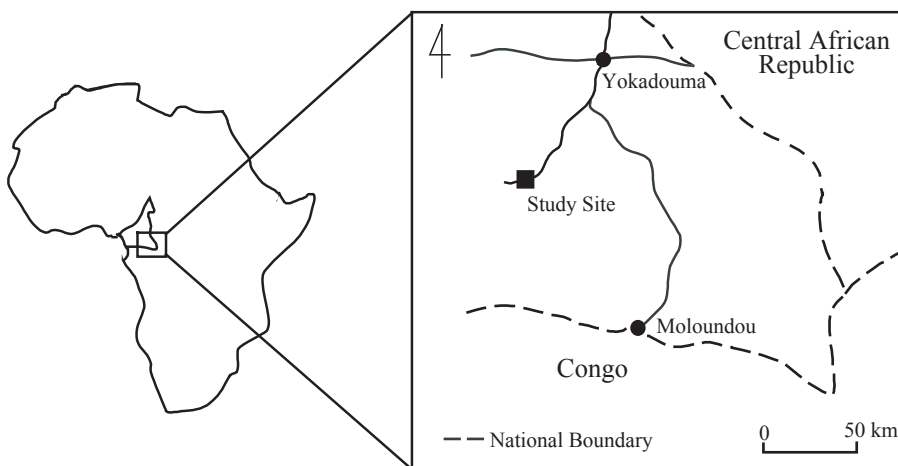 Central African
Republic
Yokadouma
Study Site
Moloundou
Congo
National Boundary
0 50 km